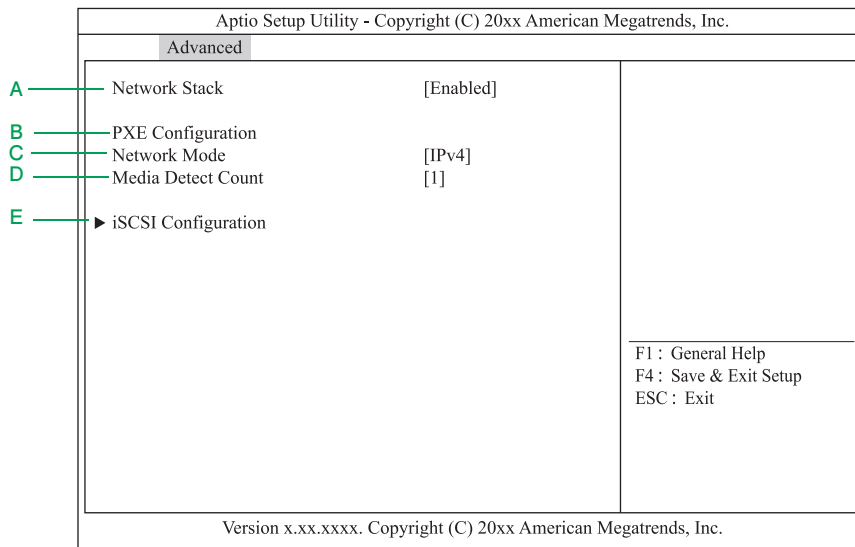 Aptio Setup Utility - Copyright (C) 20xx American Megatrends, Inc.
Advanced
A Network Stack [Enabled]
B PXE Configuration
C Network Mode [IPv4]
D Media Detect Count [1]
E ▶ iSCSI Configuration
F1 : General Help
F4 : Save & Exit Setup
ESC : Exit
Version x.xx.xxxx. Copyright (C) 20xx American Megatrends, Inc.